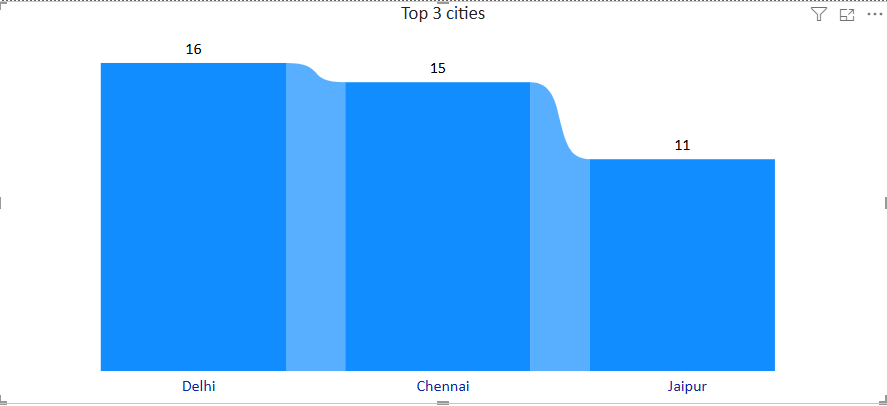 Top 3 cities
16
15
11
Delhi
Chennai
Jaipur